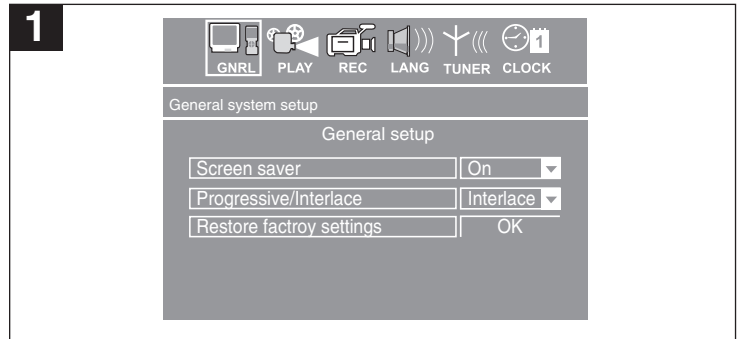 1
1
GNRL PLAY REC LANG TUNER CLOCK
General system setup
General setup
Screen saver On
Progressive/Interlace Interlace
Restore factroy settings OK